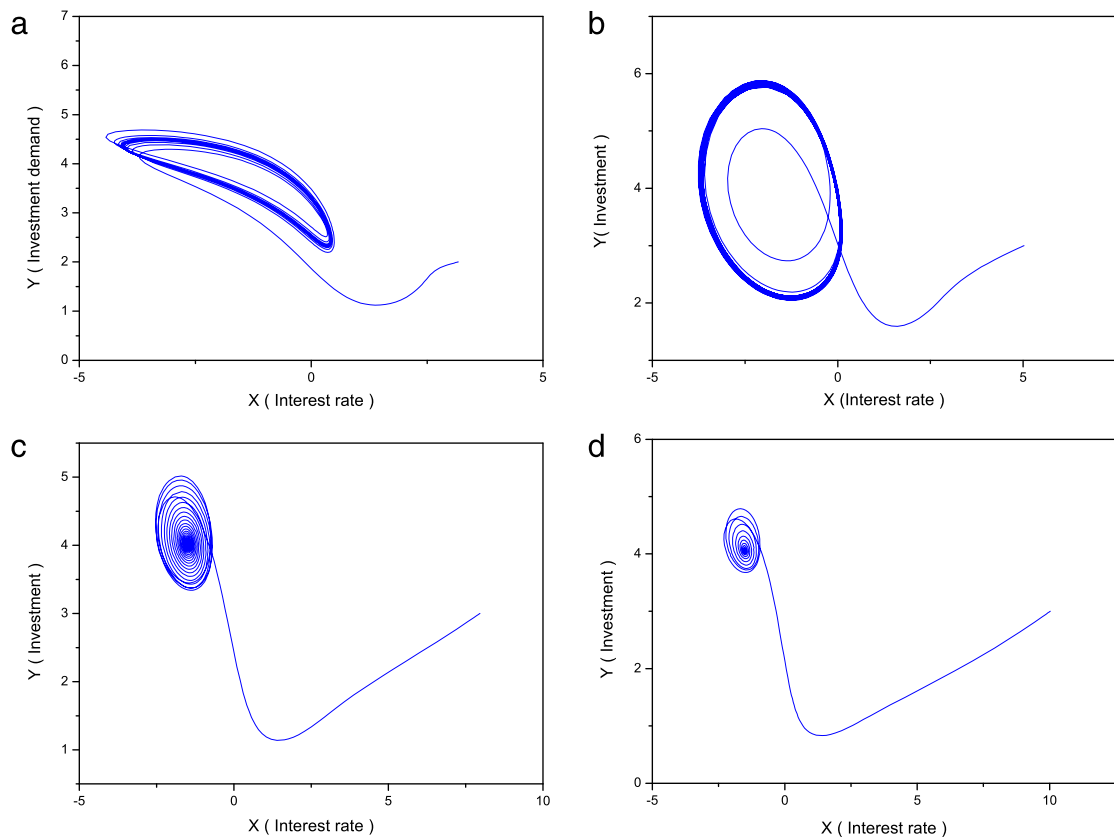 a
7
6
5
4
3
2
1
0
-5
0
5
Y ( Investment demand )
X ( Interest rate )
b
6
4
2
-5
0
5
Y( Investment )
X (Interest rate )
c
5
4
3
2
1
-5
0
5
10
Y ( Investment )
X ( Interest rate )
d
6
4
2
0
-5
0
5
10
Y ( Investment )
X ( Interest rate )